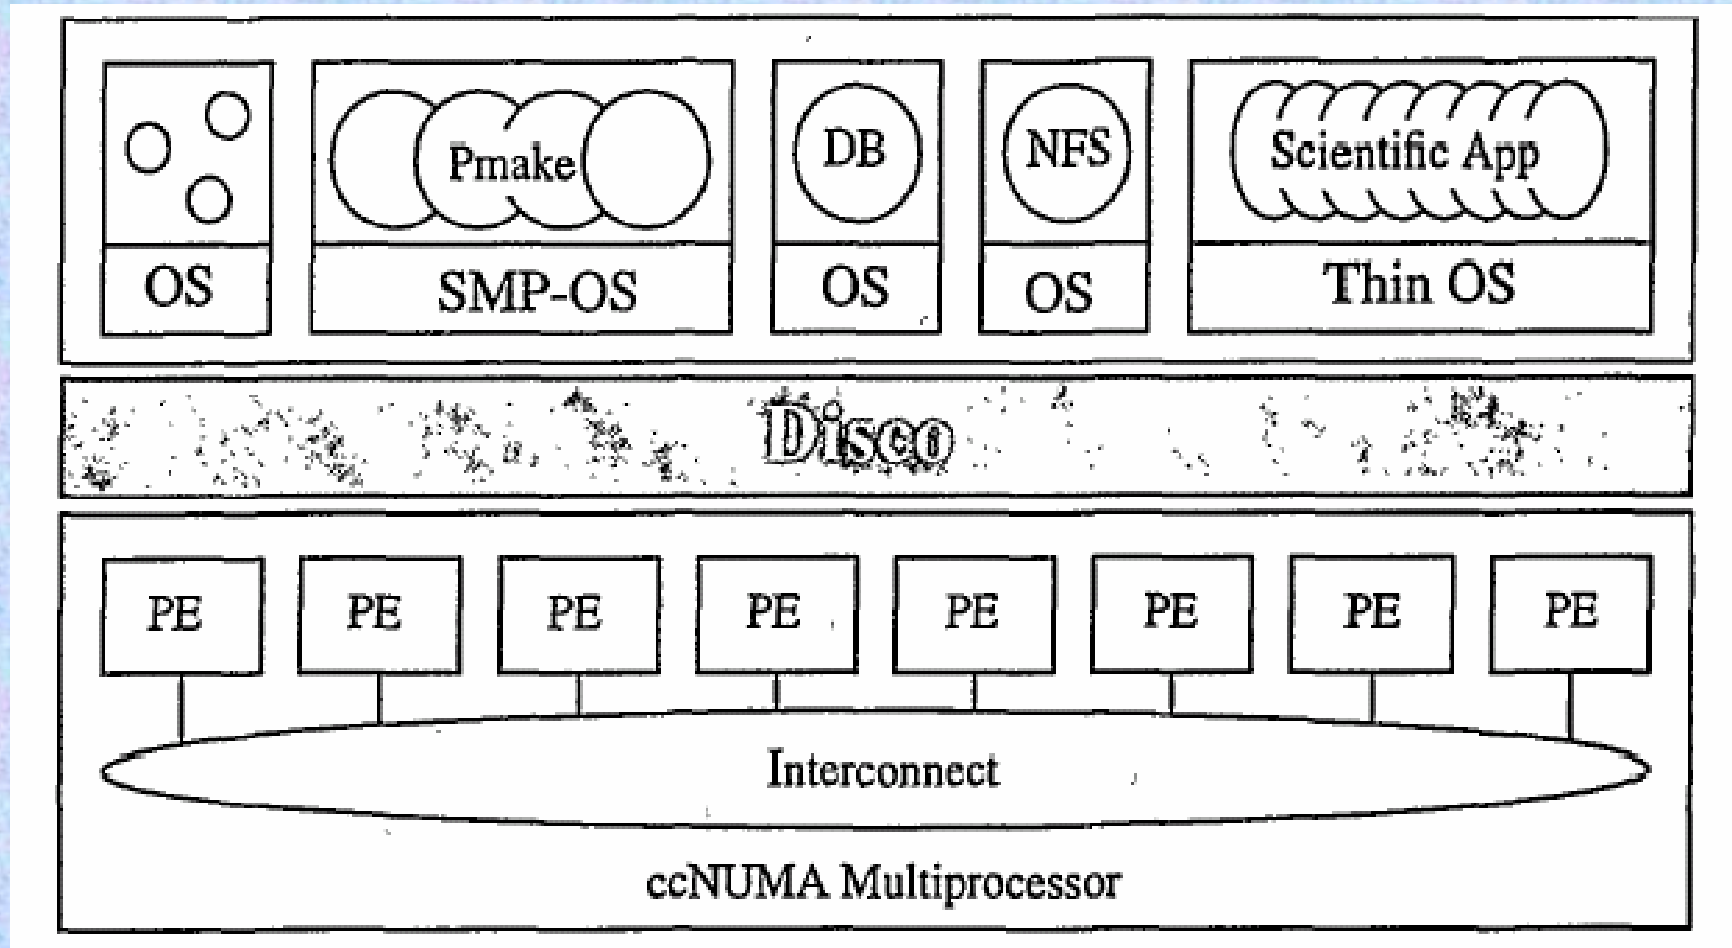 Pmake
DB
NFS
Scientific App
OS
SMP-OS
OS
OS
Thin OS
Disco
PE PE PE PE PE PE PE PE
Interconnect
ccNUMA Multiprocessor